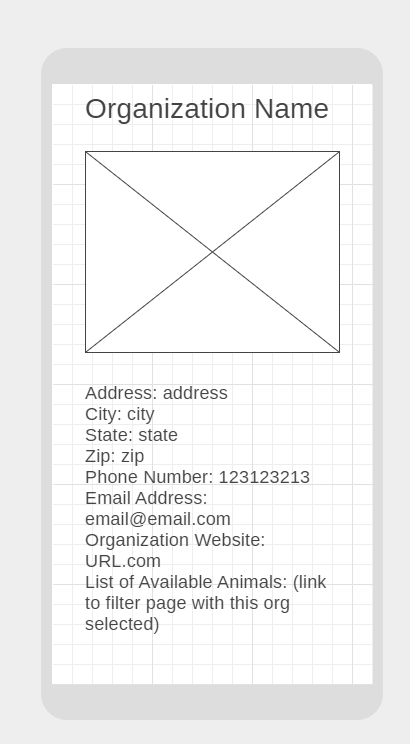 Organization Name
Address: address
City: city
State: state
Zip: zip
Phone Number: 123123213
Email Address:
email@email.com
Organization Website:
URL.com
List of Available Animals: (link
to filter page with this org
selected)